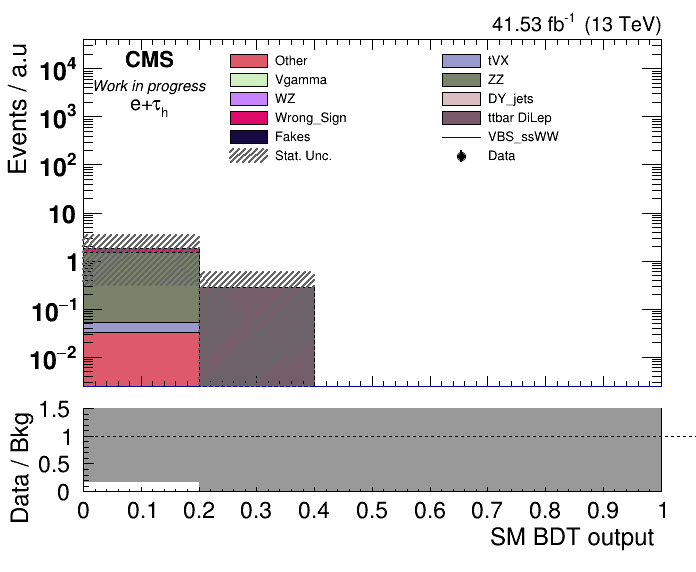 41.53 fb⁻¹ (13 TeV)
Events / a.u
CMS
Work in progress
e+τₕ
Other
Vgamma
WZ
Wrong_Sign
Fakes
Stat. Unc.
tVX
ZZ
DY_jets
ttbar DiLep
VBS_ssWW
Data
10⁴
10³
10²
10
1
10⁻¹
10⁻²
Data / Bkg
1.5
1
0.5
0
0 0.1 0.2 0.3 0.4 0.5 0.6 0.7 0.8 0.9 1
SM BDT output